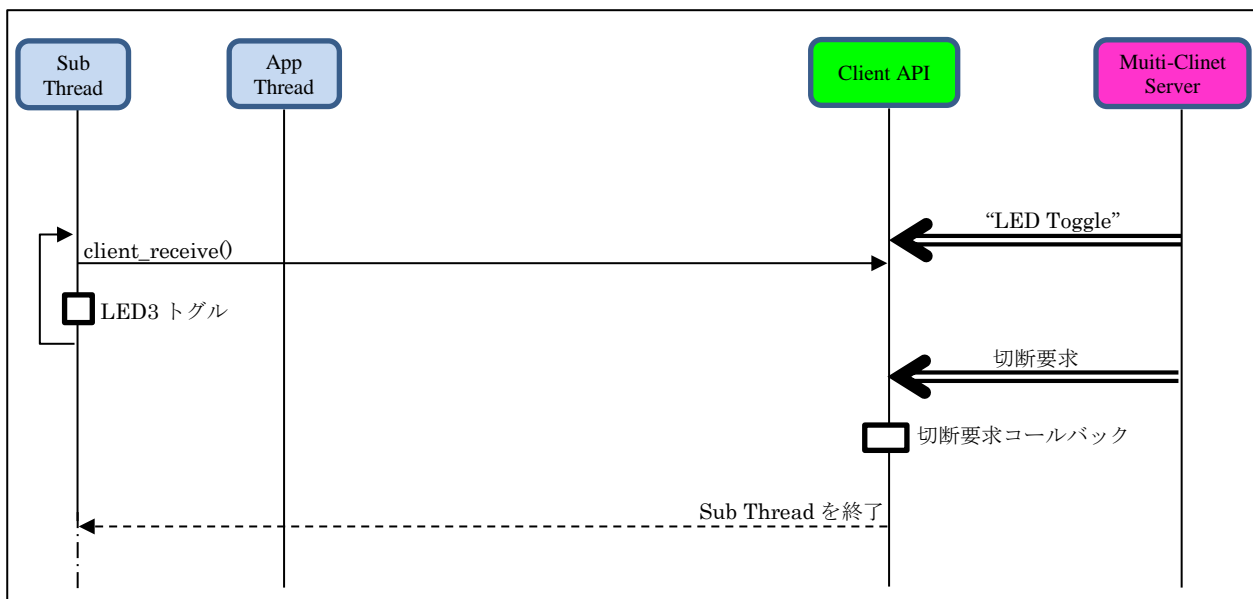 Sub
Thread
App
Thread
Client API
Muiti-Clinet
Server
“LED Toggle”
client_receive()
LED3 トグル
切断要求
切断要求コールバック
Sub Thread を終了